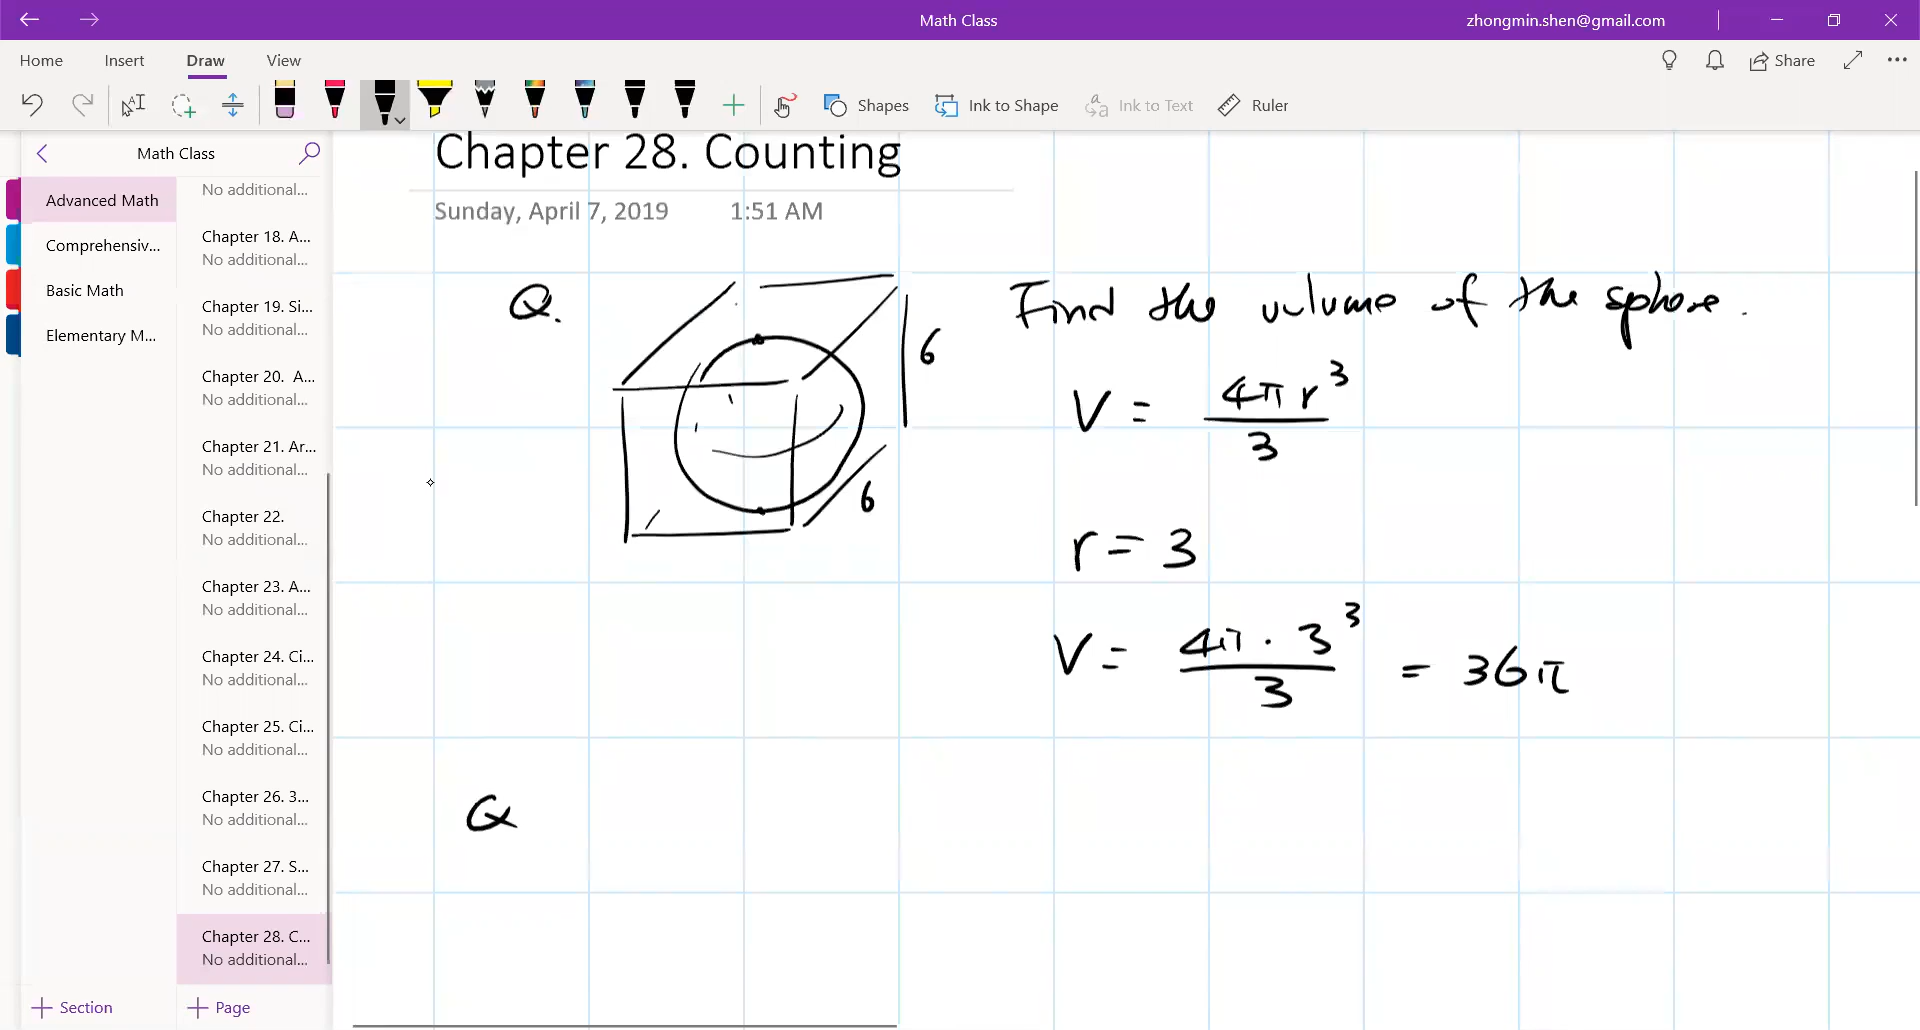 Math Class
zhongmin.shen@gmail.com
Home Insert Draw View
Share
Shapes Ink to Shape Ink to Text Ruler
Math Class
Advanced Math
Comprehensiv...
Basic Math
Elementary M...
No additional...
Chapter 18. A...
No additional...
Chapter 19. Si...
No additional...
Chapter 20. A...
No additional...
Chapter 21. Ar...
No additional...
Chapter 22.
No additional...
Chapter 23. A...
No additional...
Chapter 24. Ci...
No additional...
Chapter 25. Ci...
No additional...
Chapter 26. 3...
No additional...
Chapter 27. S...
No additional...
Chapter 28. C...
No additional...
Section
Page
Chapter 28. Counting
Sunday, April 7, 2019 1:51 AM
Q.
6
6
Find the volume of the sphere.
V = 4π r³ / 3
r = 3
V = 4π · 3³ / 3 = 36π
Q